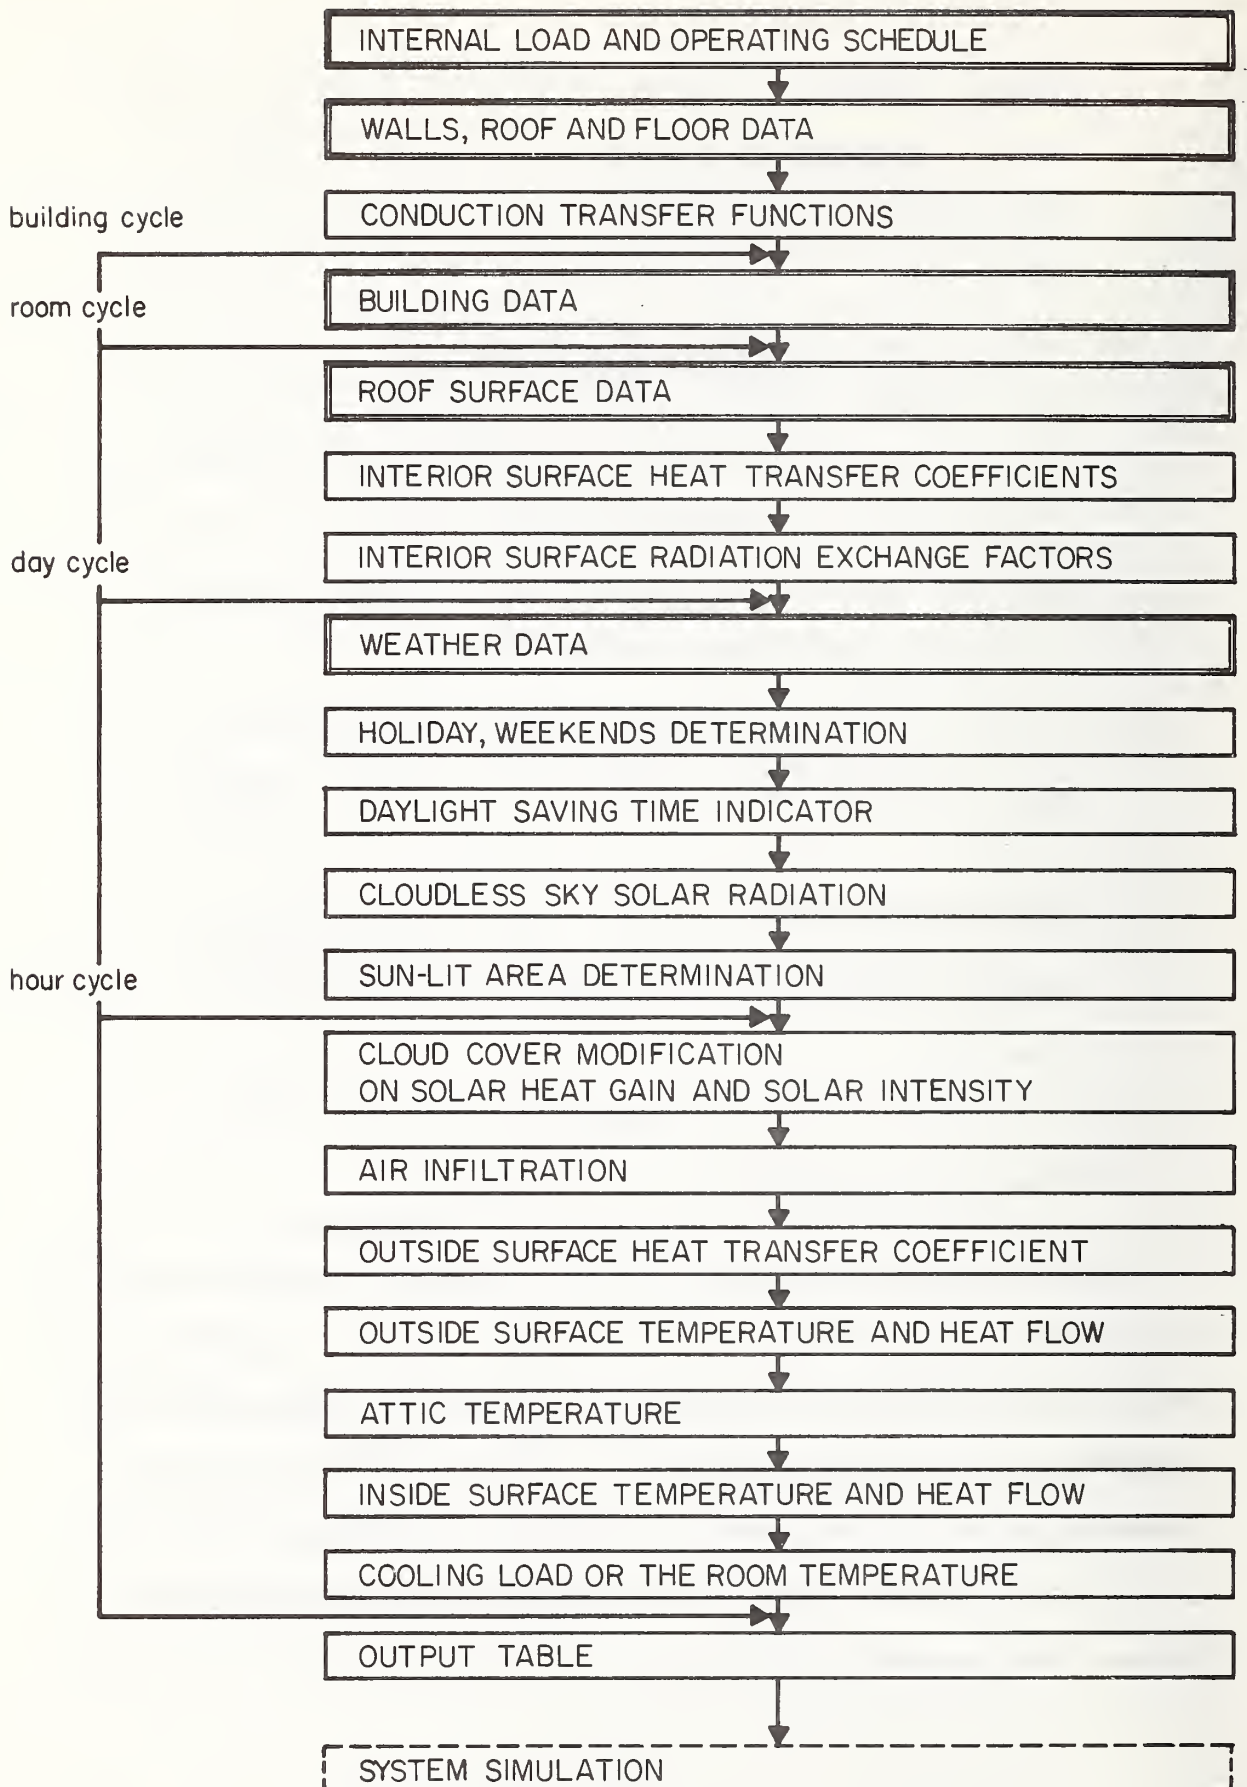 INTERNAL LOAD AND OPERATING SCHEDULE
WALLS, ROOF AND FLOOR DATA
building cycle
CONDUCTION TRANSFER FUNCTIONS
room cycle
BUILDING DATA
ROOF SURFACE DATA
INTERIOR SURFACE HEAT TRANSFER COEFFICIENTS
day cycle
INTERIOR SURFACE RADIATION EXCHANGE FACTORS
WEATHER DATA
HOLIDAY, WEEKENDS DETERMINATION
DAYLIGHT SAVING TIME INDICATOR
CLOUDLESS SKY SOLAR RADIATION
hour cycle
SUN-LIT AREA DETERMINATION
CLOUD COVER MODIFICATION
ON SOLAR HEAT GAIN AND SOLAR INTENSITY
AIR INFILTRATION
OUTSIDE SURFACE HEAT TRANSFER COEFFICIENT
OUTSIDE SURFACE TEMPERATURE AND HEAT FLOW
ATTIC TEMPERATURE
INSIDE SURFACE TEMPERATURE AND HEAT FLOW
COOLING LOAD OR THE ROOM TEMPERATURE
OUTPUT TABLE
SYSTEM SIMULATION